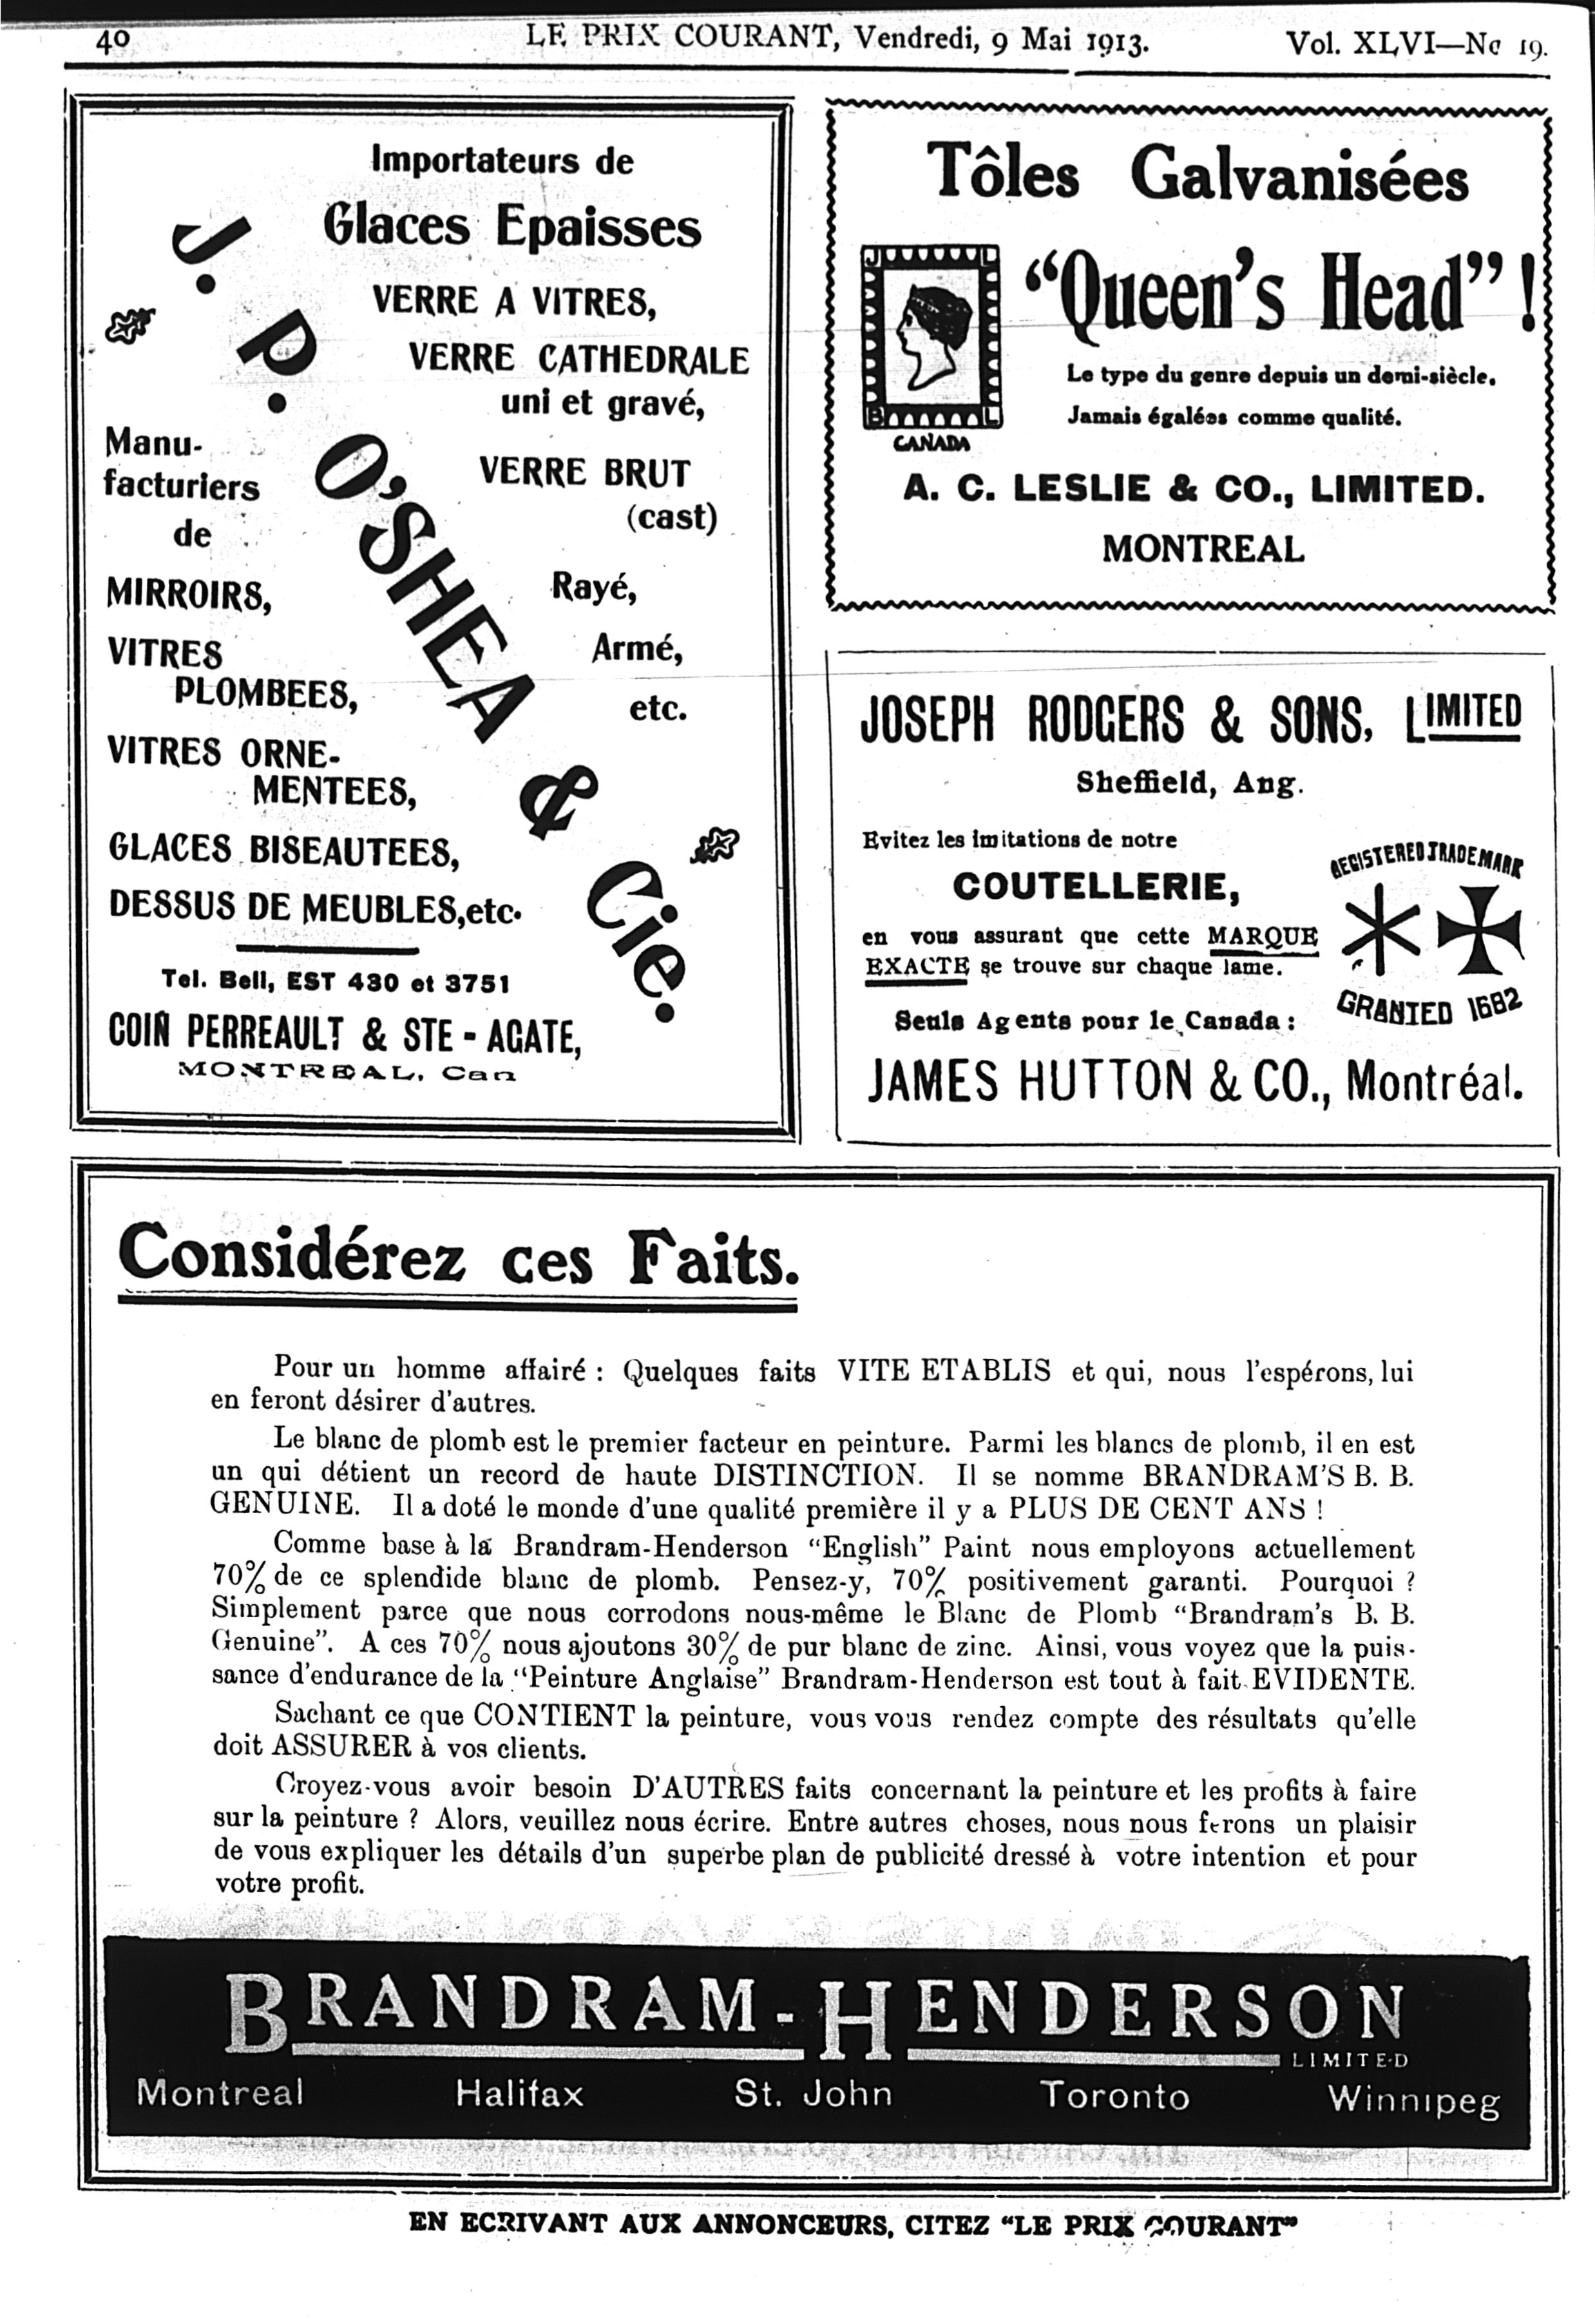 40
LE PRIX COURANT, Vendredi, 9 Mai 1913.
Vol. XLVI—No 19.
Importateurs de
Glaces Epaisses
VERRE A VITRES,
VERRE CATHEDRALE
uni et gravé,
VERRE BRUT
(cast)
Rayé,
Armé,
etc.
J. P. O'SHEA & Cie.
Manu-
facturiers
de
MIRROIRS,
VITRES
PLOMBEES,
VITRES ORNE-
MENTEES,
GLACES BISEAUTEES,
DESSUS DE MEUBLES,etc.
Tel. Bell, EST 430 et 3751
COIN PERREAULT & STE - AGATE,
MONTREAL, Can
Tôles Galvanisées
"Queen's Head" !
J L
B L
CANADA
Le type du genre depuis un demi-siècle.
Jamais égalées comme qualité.
A. C. LESLIE & CO., LIMITED.
MONTREAL
JOSEPH RODGERS & SONS, LIMITED
Sheffield, Ang.
Evitez les imitations de notre
COUTELLERIE,
en vous assurant que cette MARQUE
EXACTE se trouve sur chaque lame.
REGISTERED TRADE MARK
GRANTED 1682
Seuls Agents pour le Canada :
JAMES HUTTON & CO., Montréal.
Considérez ces Faits.
Pour un homme affairé : Quelques faits VITE ETABLIS et qui, nous l'espérons, lui
en feront désirer d'autres.
Le blanc de plomb est le premier facteur en peinture. Parmi les blancs de plomb, il en est
un qui détient un record de haute DISTINCTION. Il se nomme BRANDRAM'S B. B.
GENUINE. Il a doté le monde d'une qualité première il y a PLUS DE CENT ANS !
Comme base à la Brandram-Henderson "English" Paint nous employons actuellement
70% de ce splendide blanc de plomb. Pensez-y, 70% positivement garanti. Pourquoi ?
Simplement parce que nous corrodons nous-même le Blanc de Plomb "Brandram's B. B.
Genuine". A ces 70% nous ajoutons 30% de pur blanc de zinc. Ainsi, vous voyez que la puis-
sance d'endurance de la "Peinture Anglaise" Brandram-Henderson est tout à fait EVIDENTE.
Sachant ce que CONTIENT la peinture, vous vous rendez compte des résultats qu'elle
doit ASSURER à vos clients.
Croyez-vous avoir besoin D'AUTRES faits concernant la peinture et les profits à faire
sur la peinture ? Alors, veuillez nous écrire. Entre autres choses, nous nous ferons un plaisir
de vous expliquer les détails d'un superbe plan de publicité dressé à votre intention et pour
votre profit.
BRANDRAM-HENDERSON
LIMITED
Montreal Halifax St. John Toronto Winnipeg
EN ECRIVANT AUX ANNONCEURS, CITEZ "LE PRIX COURANT"